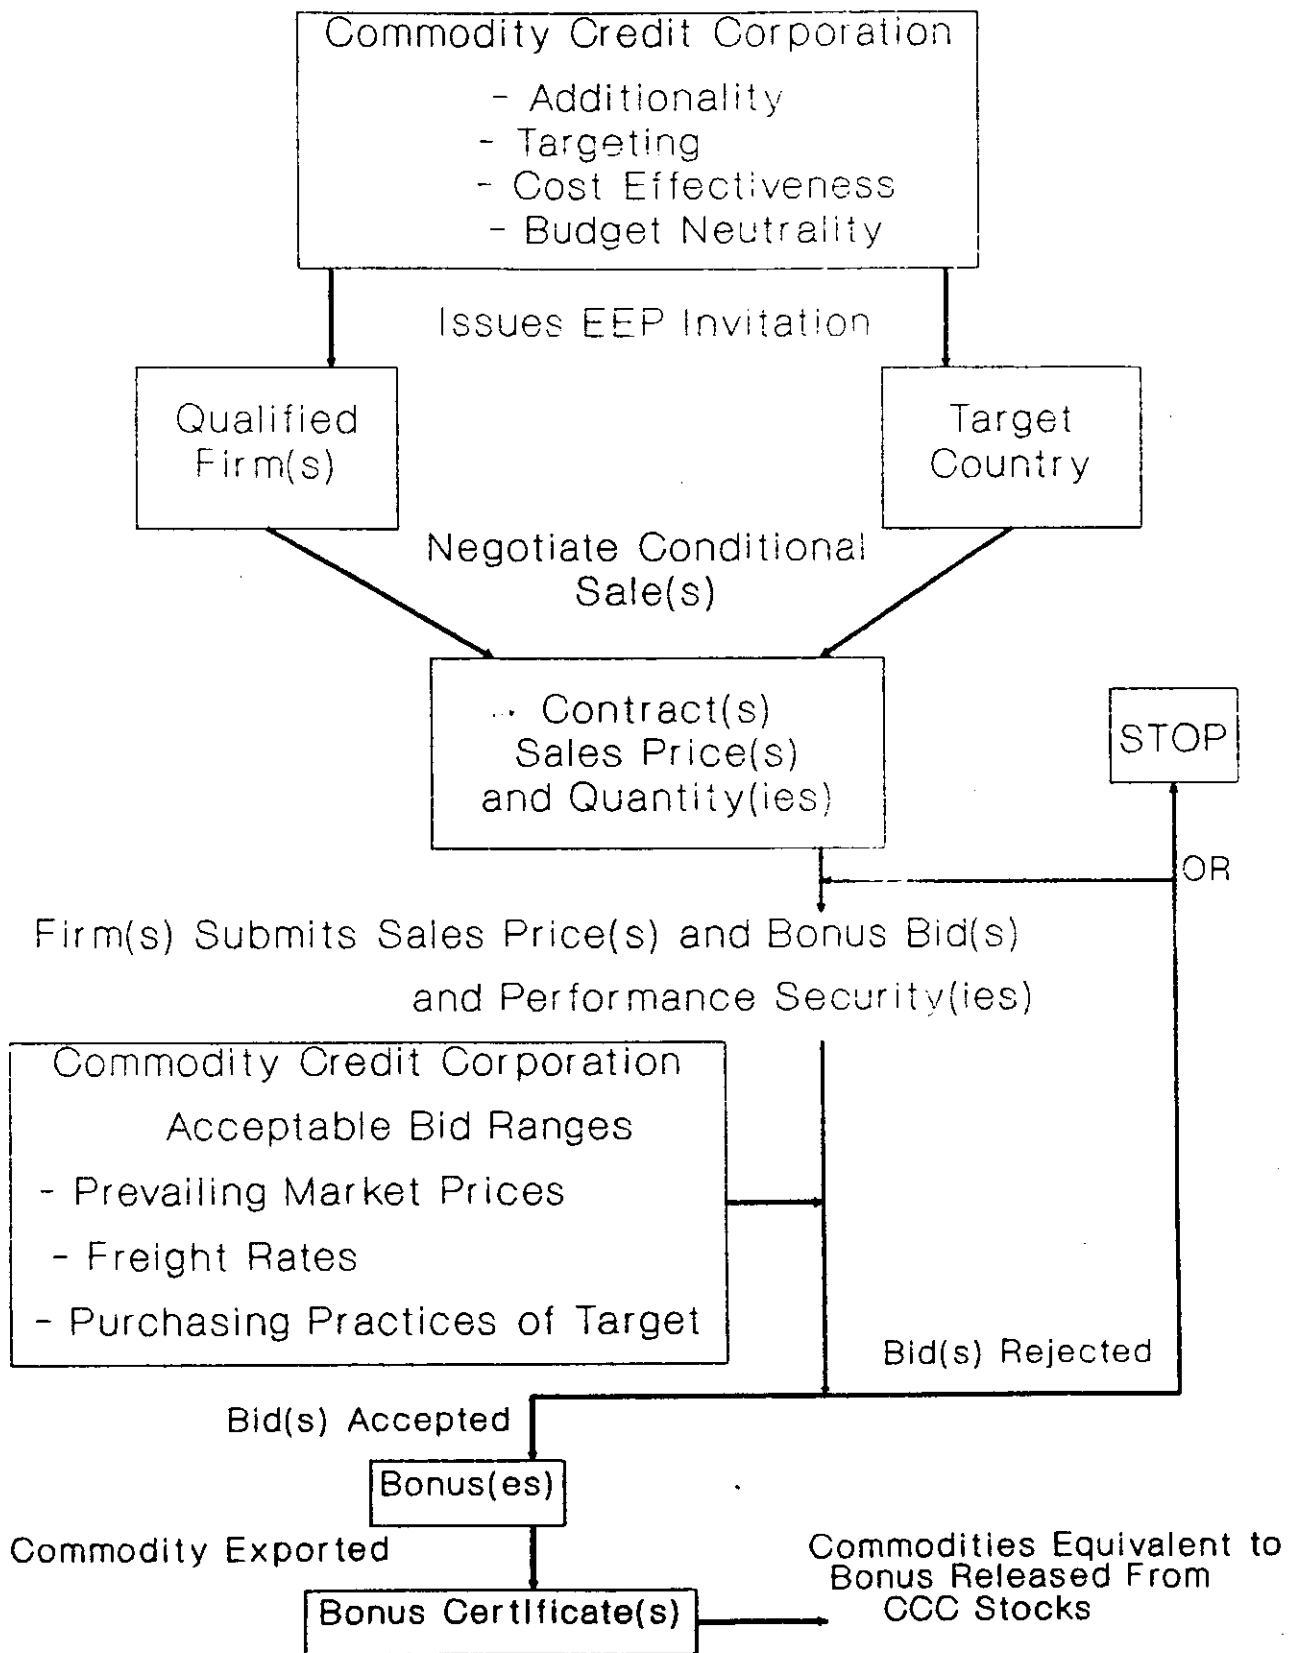 Commodity Credit Corporation
- Additionality
- Targeting
- Cost Effectiveness
- Budget Neutrality
Issues EEP Invitation
Qualified
Firm(s)
Target
Country
Negotiate Conditional
Sale(s)
Contract(s)
Sales Price(s)
and Quantity(ies)
STOP
OR
Firm(s) Submits Sales Price(s) and Bonus Bid(s)
and Performance Security(ies)
Commodity Credit Corporation
Acceptable Bid Ranges
- Prevailing Market Prices
- Freight Rates
- Purchasing Practices of Target
Bid(s) Rejected
Bid(s) Accepted
Bonus(es)
Commodity Exported
Bonus Certificate(s)
Commodities Equivalent to
Bonus Released From
CCC Stocks